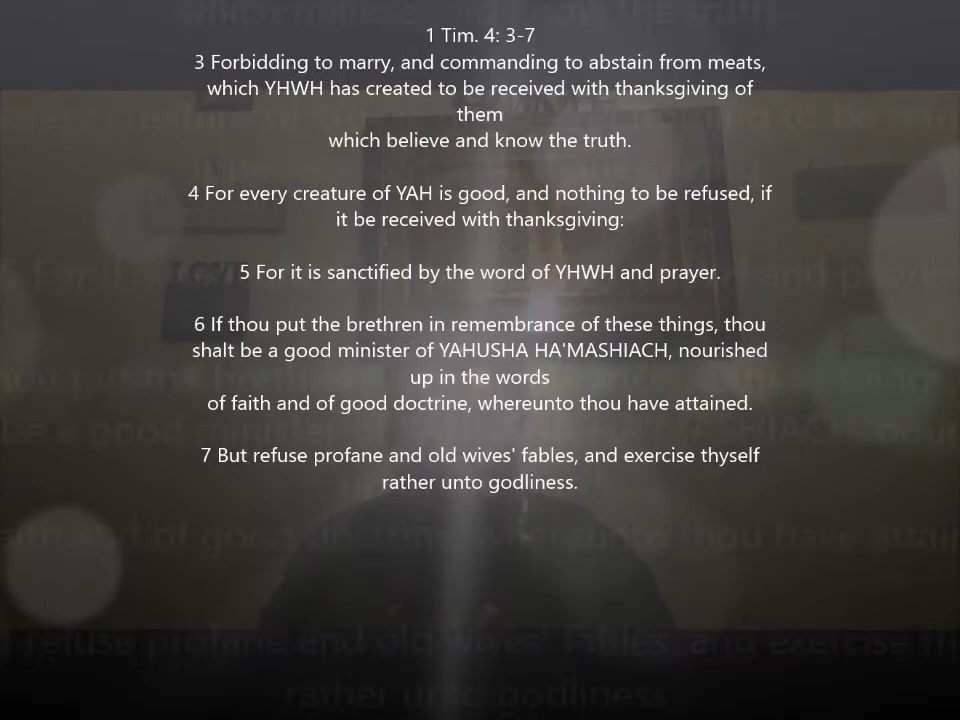 1 Tim. 4: 3-7
3 Forbidding to marry, and commanding to abstain from meats,
which YHWH has created to be received with thanksgiving of
them
which believe and know the truth.
4 For every creature of YAH is good, and nothing to be refused, if
it be received with thanksgiving:
5 For it is sanctified by the word of YHWH and prayer.
6 If thou put the brethren in remembrance of these things, thou
shalt be a good minister of YAHUSHA HA'MASHIACH, nourished
up in the words
of faith and of good doctrine, whereunto thou have attained.
7 But refuse profane and old wives' fables, and exercise thyself
rather unto godliness.